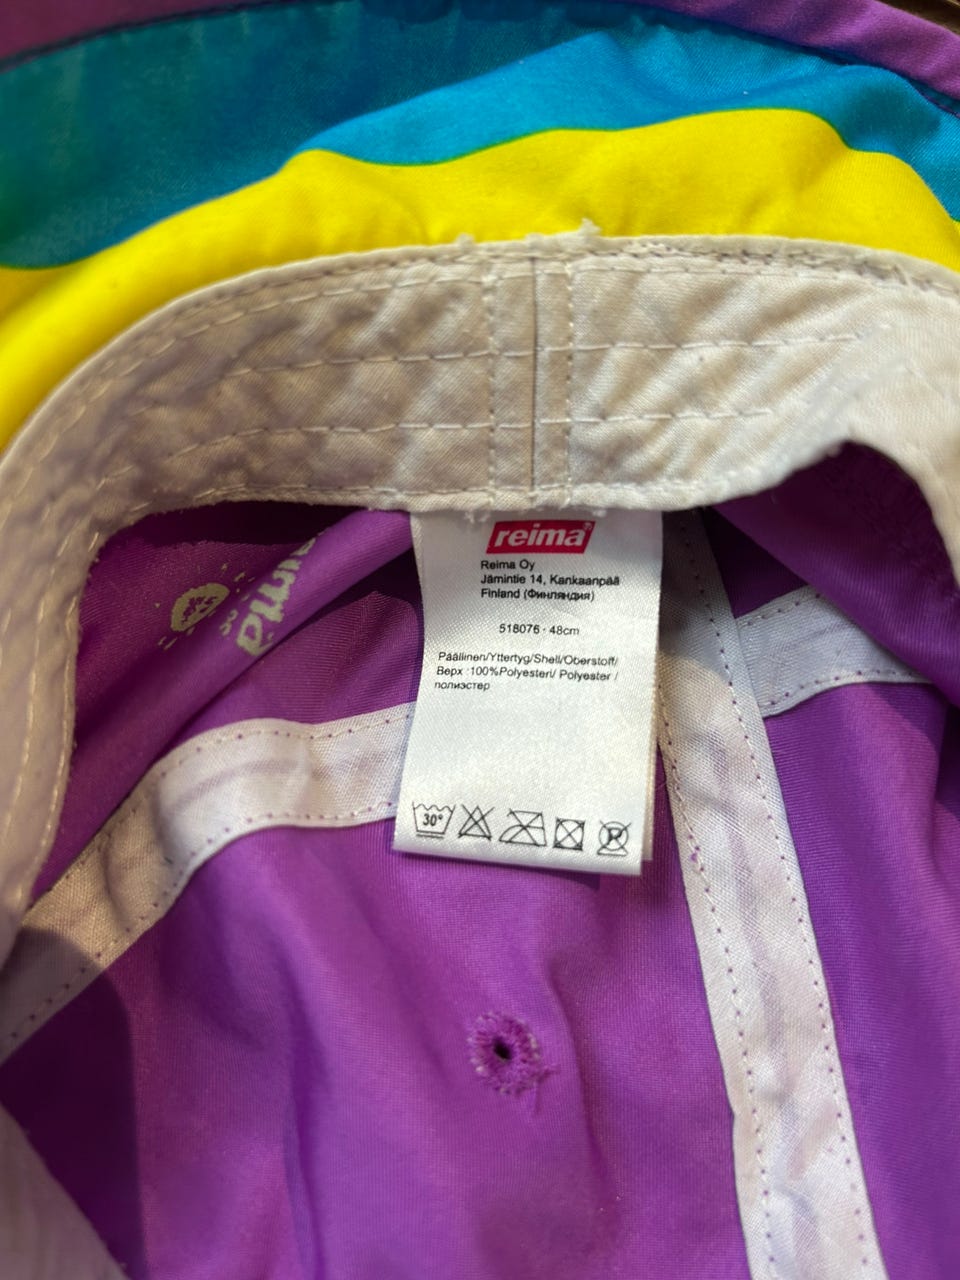 reima®
Reima Oy
Jämintie 14, Kankaanpää
Finland (Финляндия)
518076 · 48cm
Päällinen/Yttertyg/Shell/Oberstoff/
Верх :100%Polyesteri/ Polyester /
полиэстер
30°